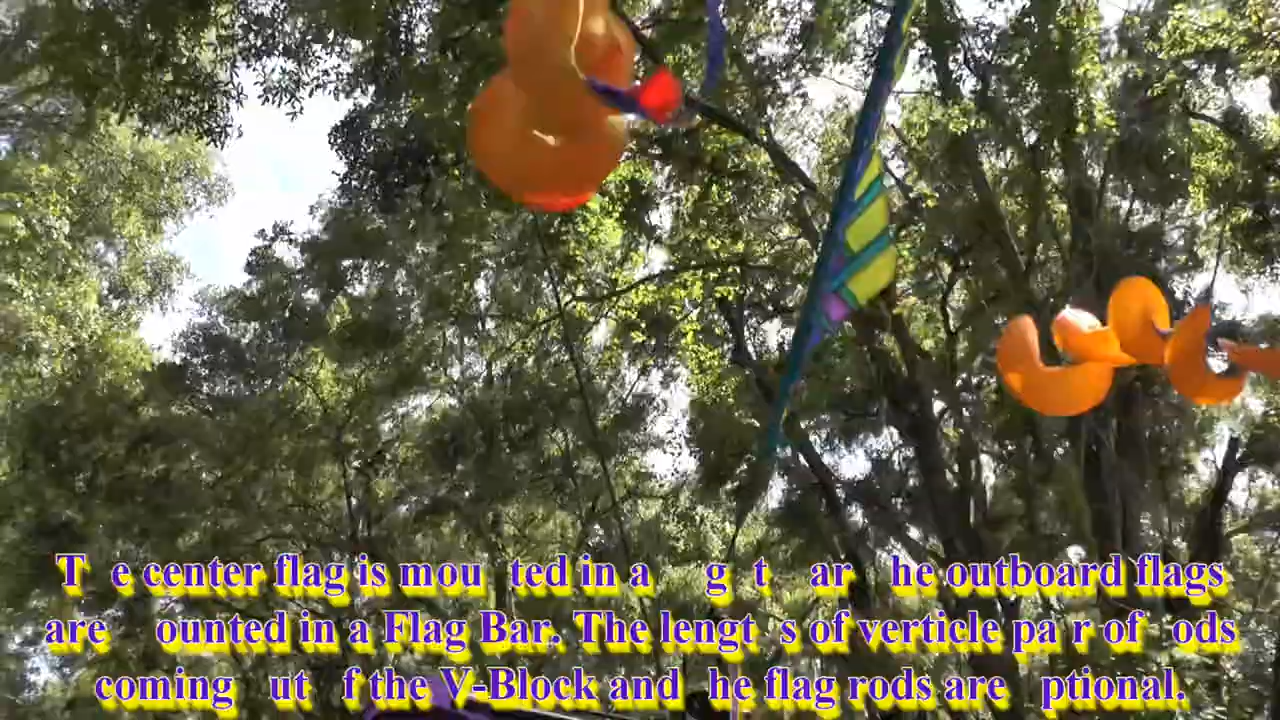 T e center flag is mou ted in a g t ar he outboard flags
are ounted in a Flag Bar. The lengt s of verticle pa r of ods
coming ut f the V-Block and he flag rods are ptional.